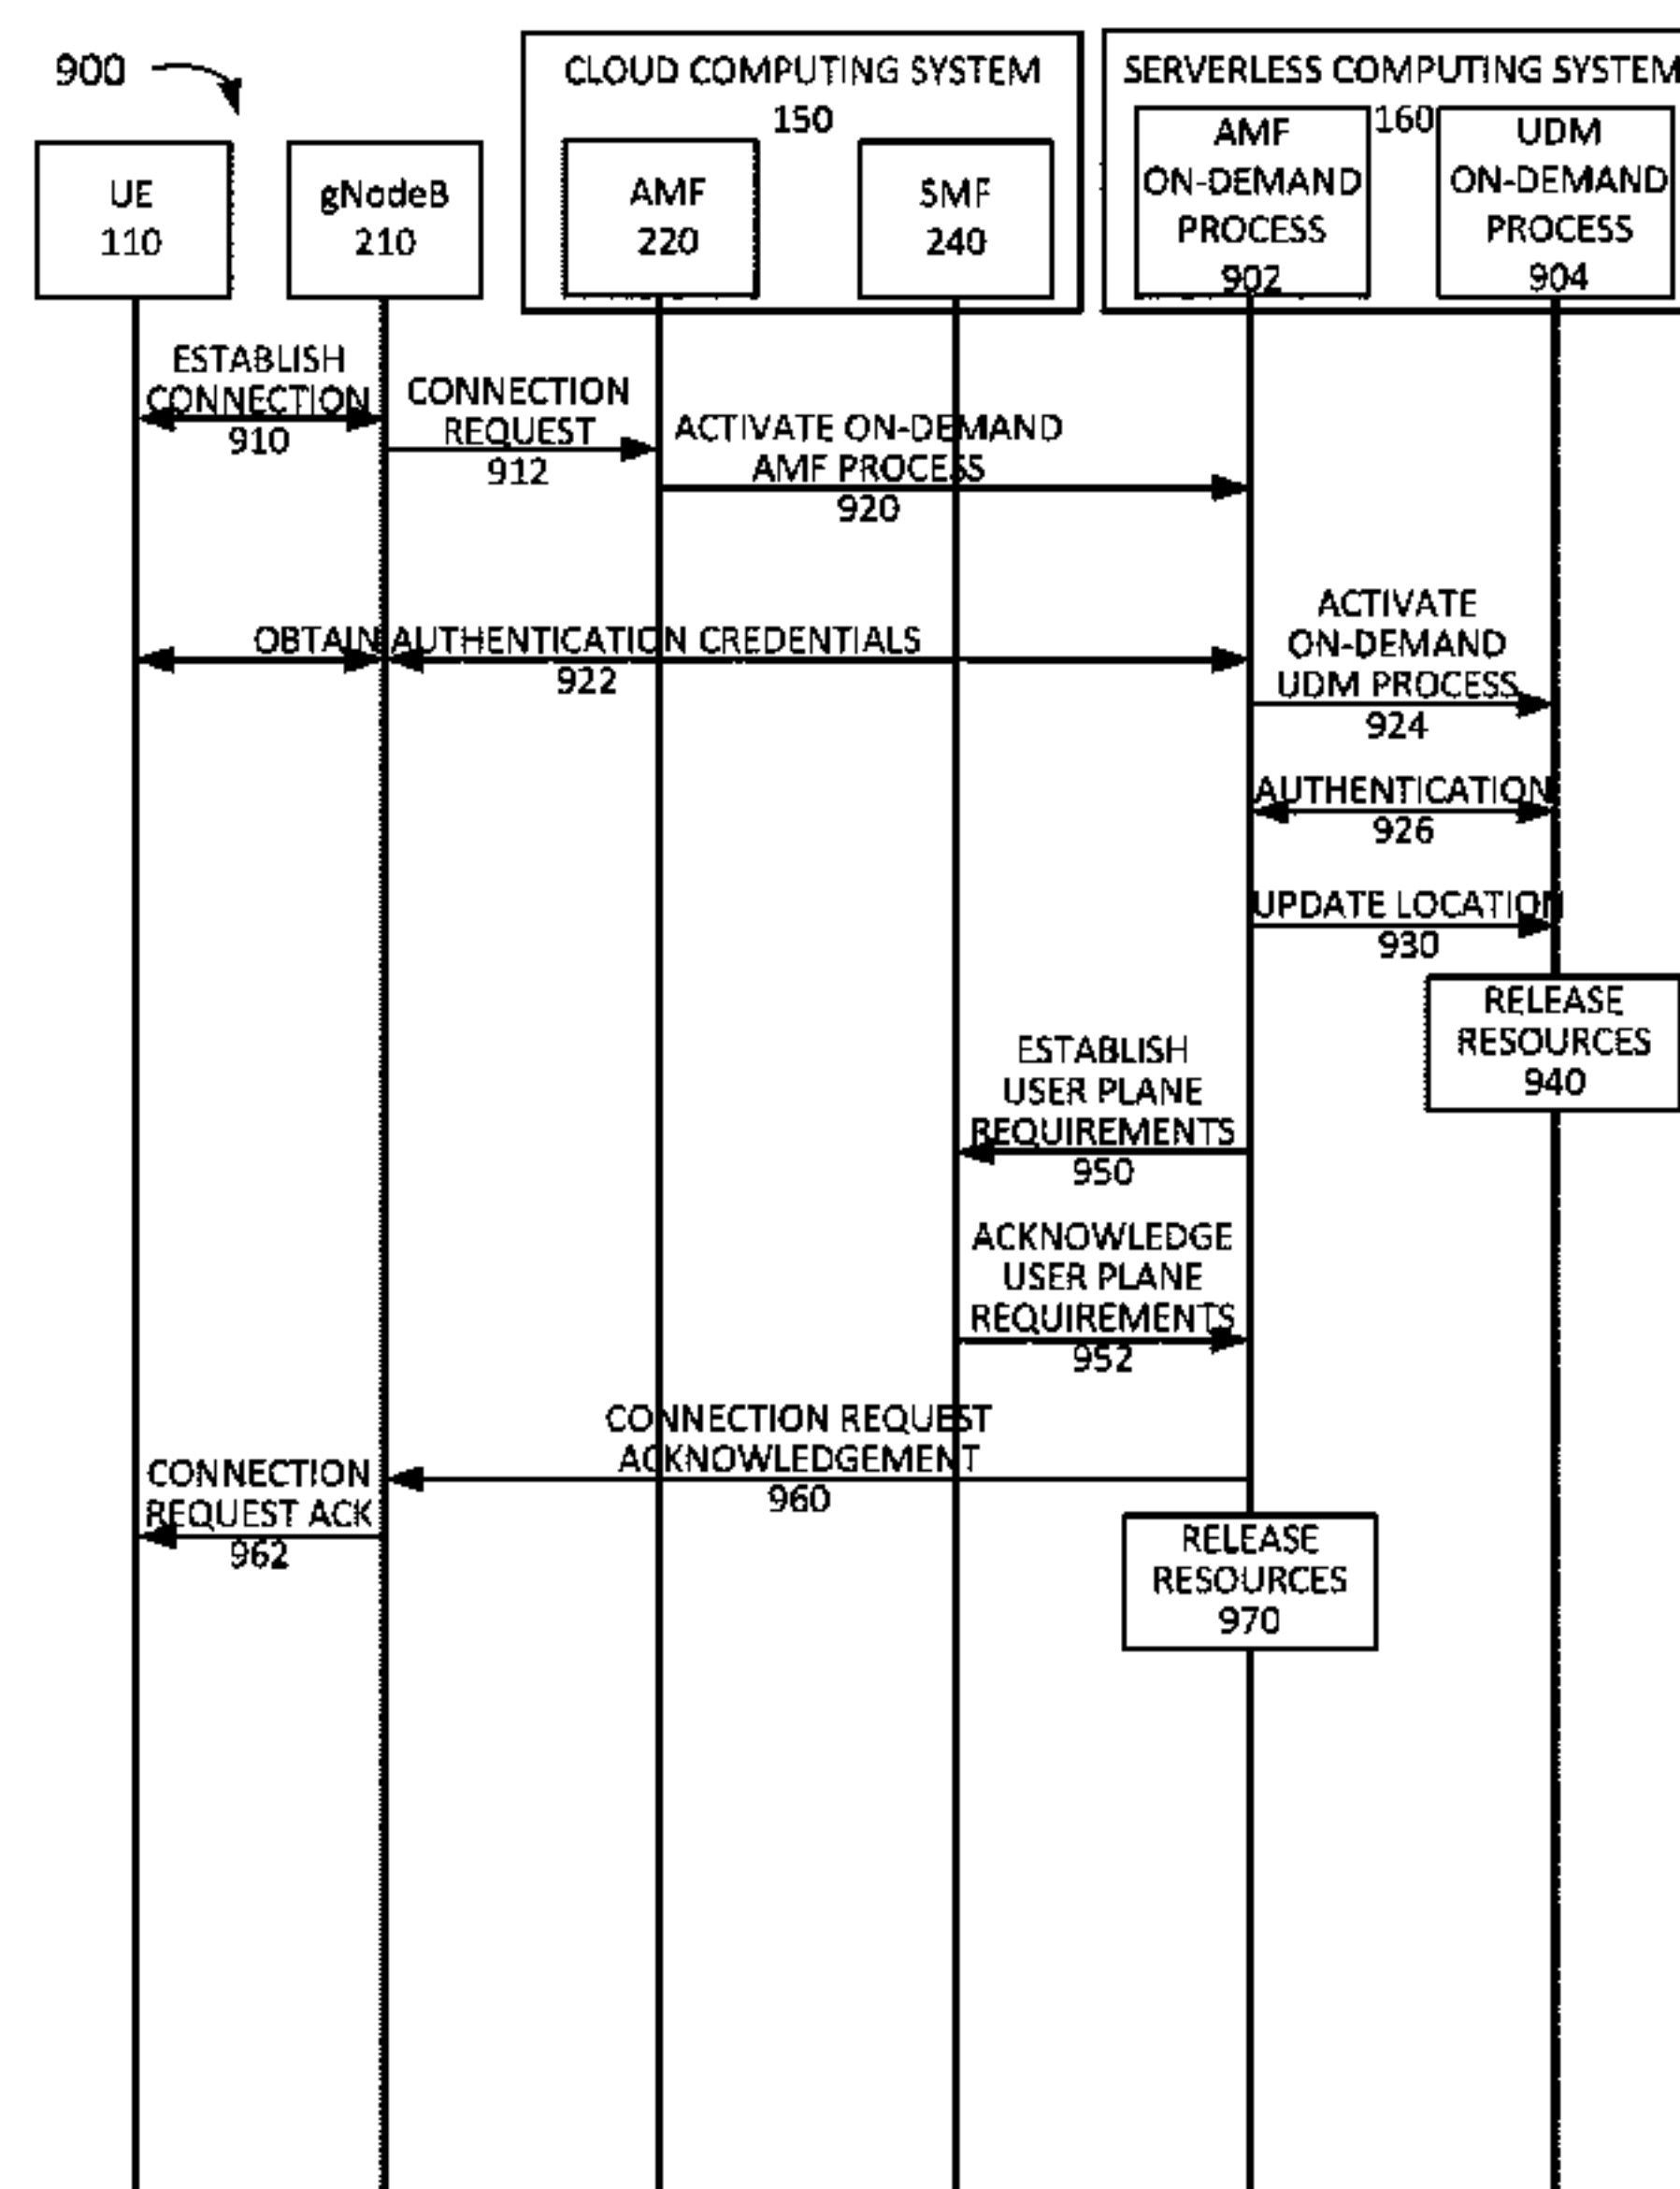 900
CLOUD COMPUTING SYSTEM
150
SERVERLESS COMPUTING SYSTEM
160
UE
110
gNodeB
210
AMF
220
SMF
240
AMF
ON-DEMAND
PROCESS
902
UDM
ON-DEMAND
PROCESS
904
ESTABLISH
CONNECTION
910
CONNECTION
REQUEST
912
ACTIVATE ON-DEMAND
AMF PROCESS
920
OBTAIN AUTHENTICATION CREDENTIALS
922
ACTIVATE
ON-DEMAND
UDM PROCESS
924
AUTHENTICATION
926
UPDATE LOCATION
930
RELEASE
RESOURCES
940
ESTABLISH
USER PLANE
REQUIREMENTS
950
ACKNOWLEDGE
USER PLANE
REQUIREMENTS
952
CONNECTION REQUEST
ACKNOWLEDGEMENT
960
CONNECTION
REQUEST ACK
962
RELEASE
RESOURCES
970